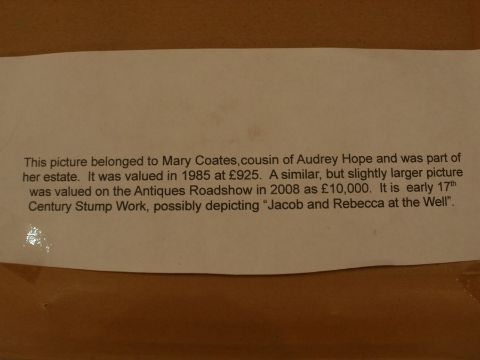 This picture belonged to Mary Coates,cousin of Audrey Hope and was part of
her estate. It was valued in 1985 at £925. A similar, but slightly larger picture
was valued on the Antiques Roadshow in 2008 as £10,000. It is early 17th
Century Stump Work, possibly depicting “Jacob and Rebecca at the Well”.